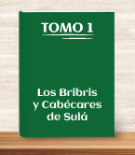 TOMO 1
Los Bribris
y Cabécares
de Sulá